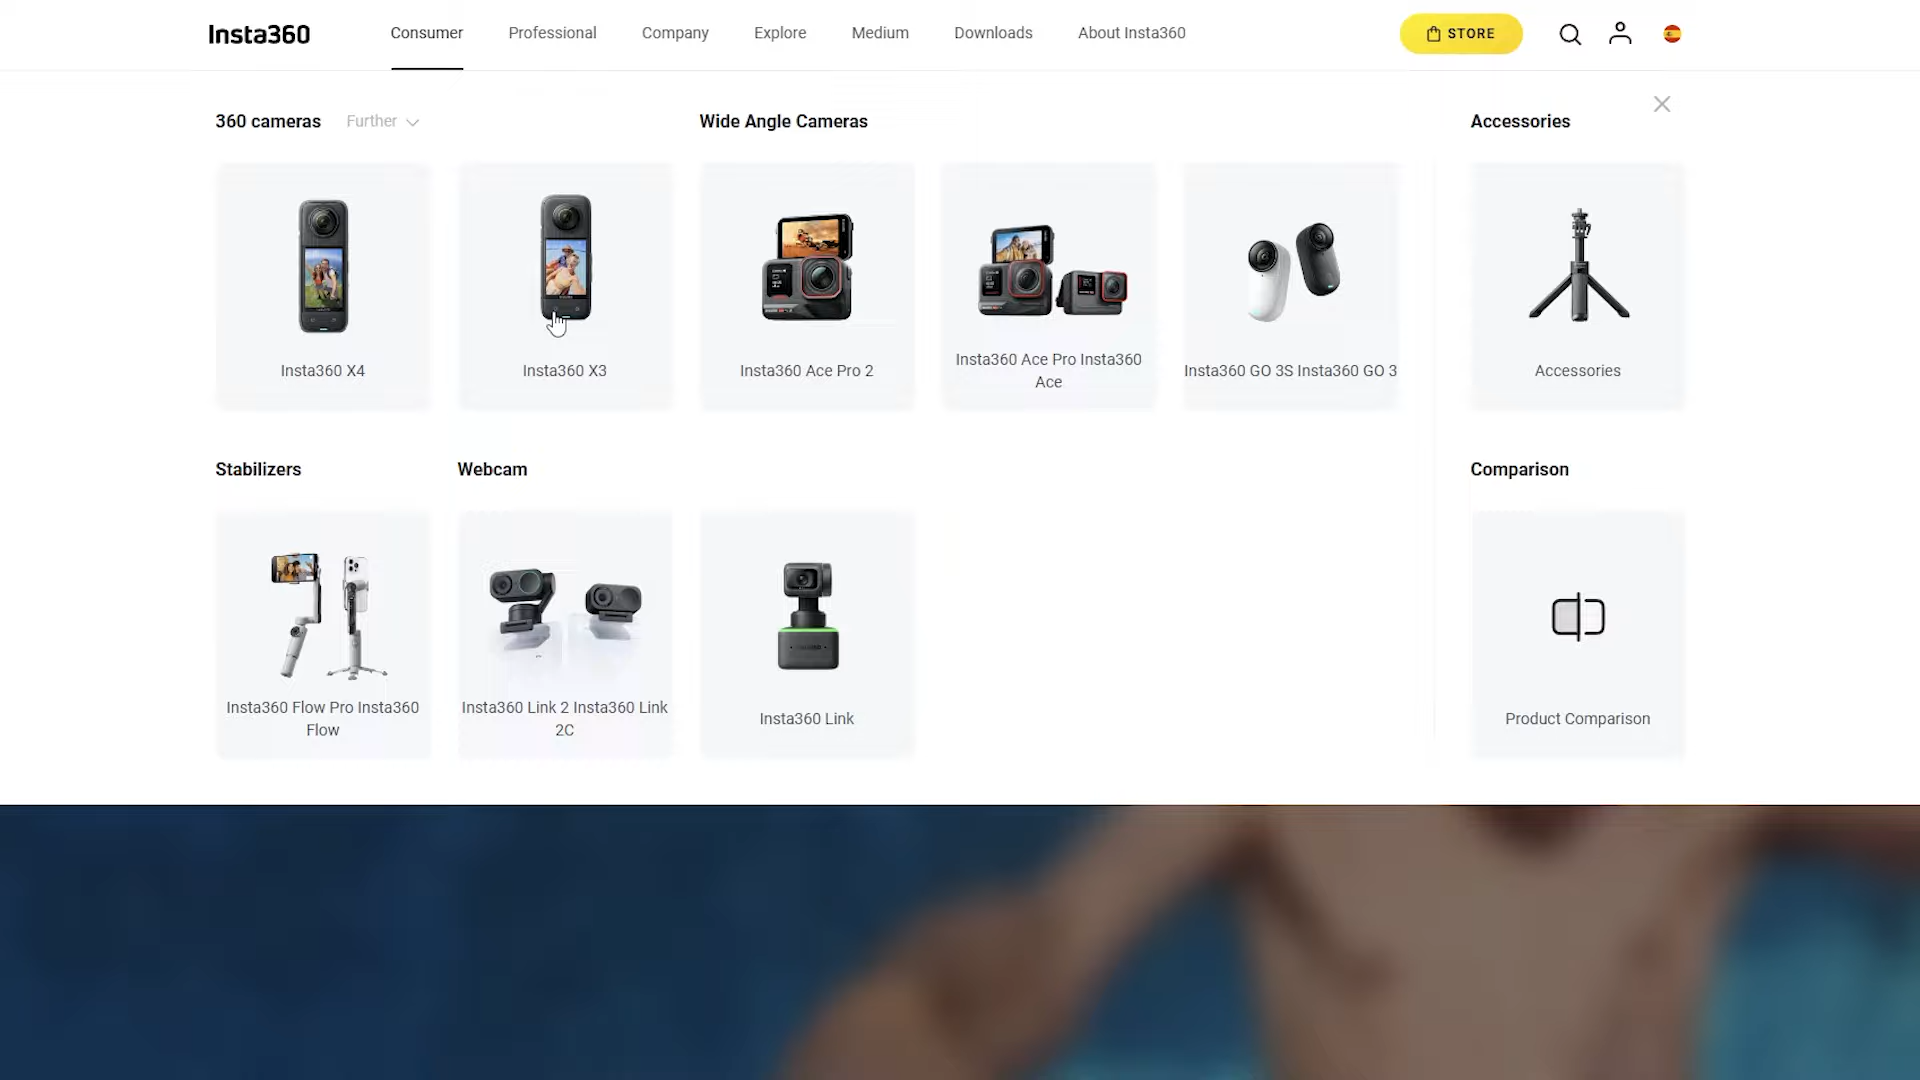 Insta360
Consumer
Professional
Company
Explore
Medium
Downloads
About Insta360
STORE
360 cameras
Further
Wide Angle Cameras
Accessories
Insta360 X4
Insta360 X3
Insta360 Ace Pro 2
Insta360 Ace Pro Insta360
Ace
Insta360 GO 3S Insta360 GO 3
Accessories
Stabilizers
Webcam
Comparison
Insta360 Flow Pro Insta360
Flow
Insta360 Link 2 Insta360 Link
2C
Insta360 Link
Product Comparison